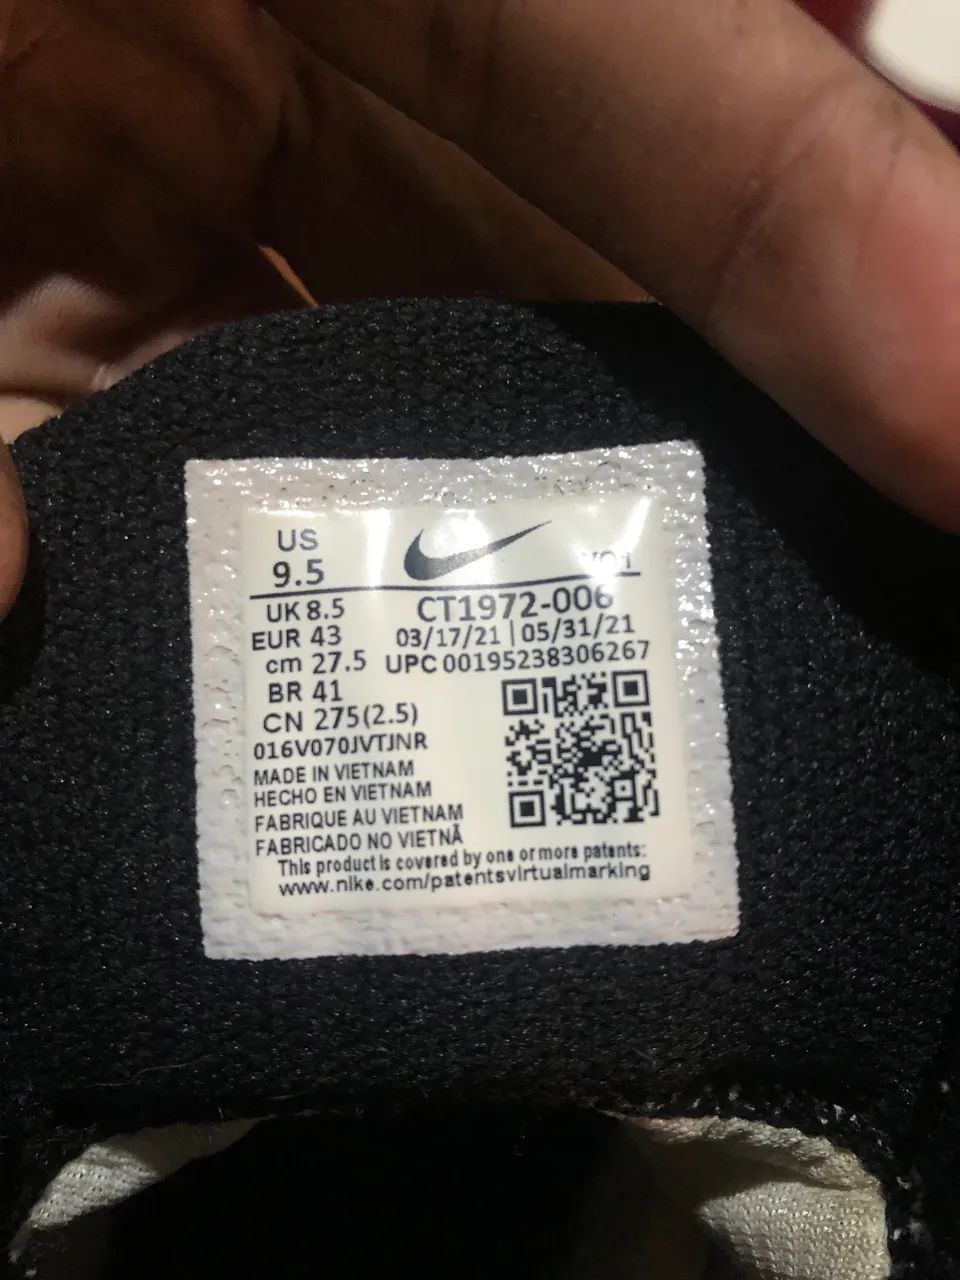 US
9.5
UK 8.5
EUR 43
cm 27.5
BR 41
CN 275(2.5)
CT1972-006
03/17/21 | 05/31/21
UPC 00195238306267
016V070JVTJNR
MADE IN VIETNAM
HECHO EN VIETNAM
FABRIQUE AU VIETNAM
FABRICADO NO VIETNÃ
This product is covered by one or more patents:
www.nike.com/patentsvirtualmarking